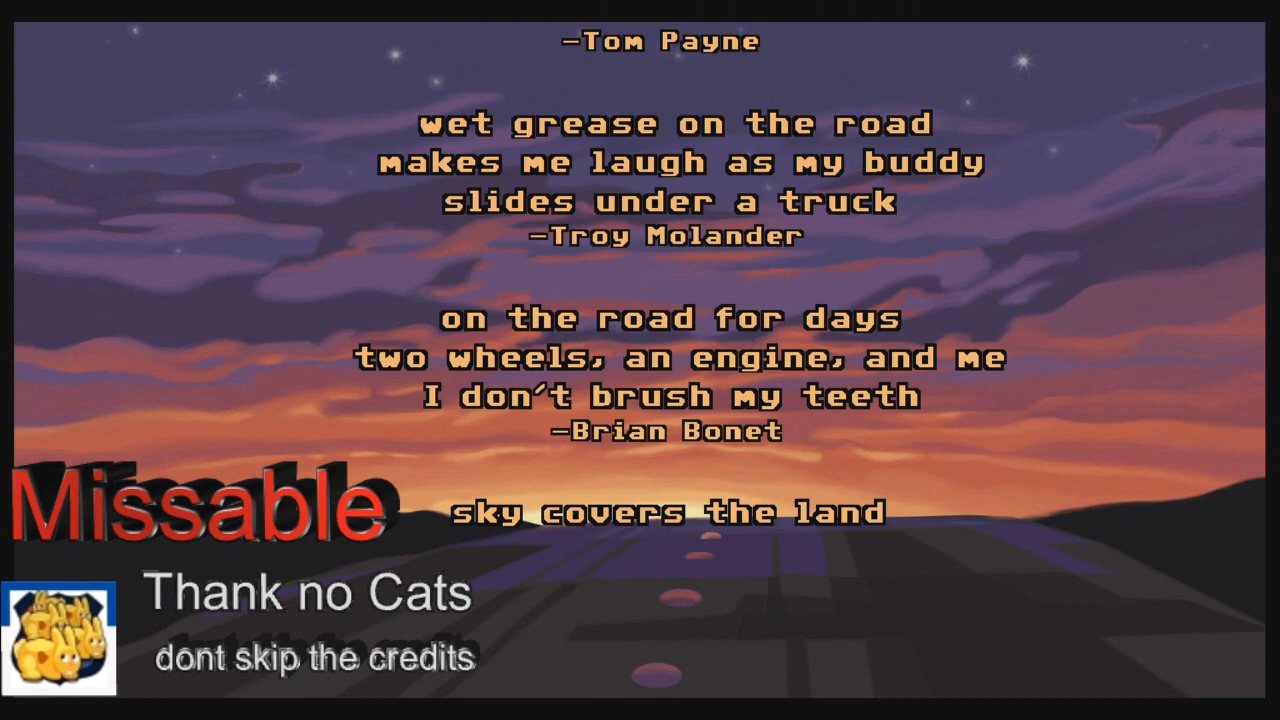 -Tom Payne
wet grease on the road
makes me laugh as my buddy
slides under a truck
-Troy Molander
on the road for days
two wheels, an engine, and me
I don't brush my teeth
-Brian Bonet
sky covers the land
Missable
Thank no Cats
dont skip the credits